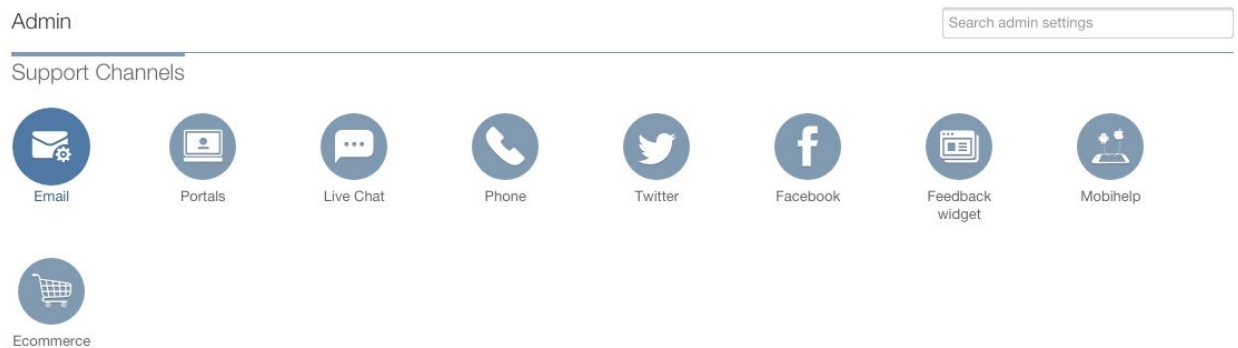 Admin
Search admin settings
Support Channels
Email
Portals
Live Chat
Phone
Twitter
Facebook
Feedback
widget
Mobihelp
Ecommerce